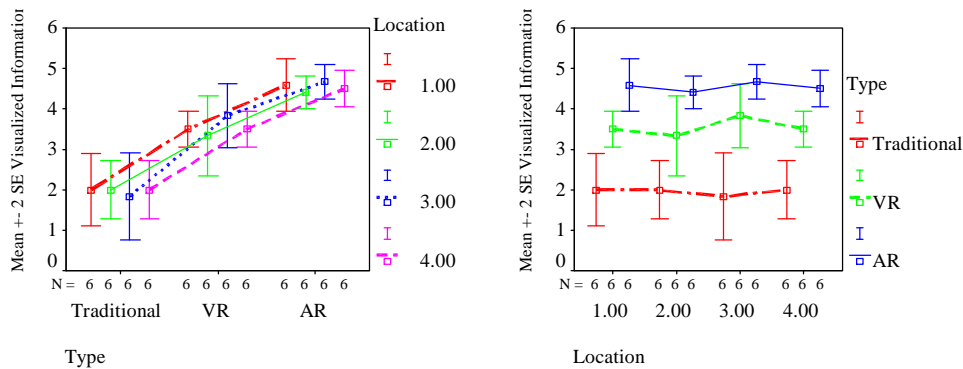 Mean +- 2 SE Visualized Information
6
5
4
3
2
1
0
N = 6 6 6 6 6 6 6 6 6 6 6 6
Traditional VR AR
Type
Location
1.00
2.00
3.00
4.00
Mean +- 2 SE Visualized Information
6
5
4
3
2
1
0
N = 6 6 6 6 6 6 6 6 6 6 6 6
1.00 2.00 3.00 4.00
Location
Type
Traditional
VR
AR